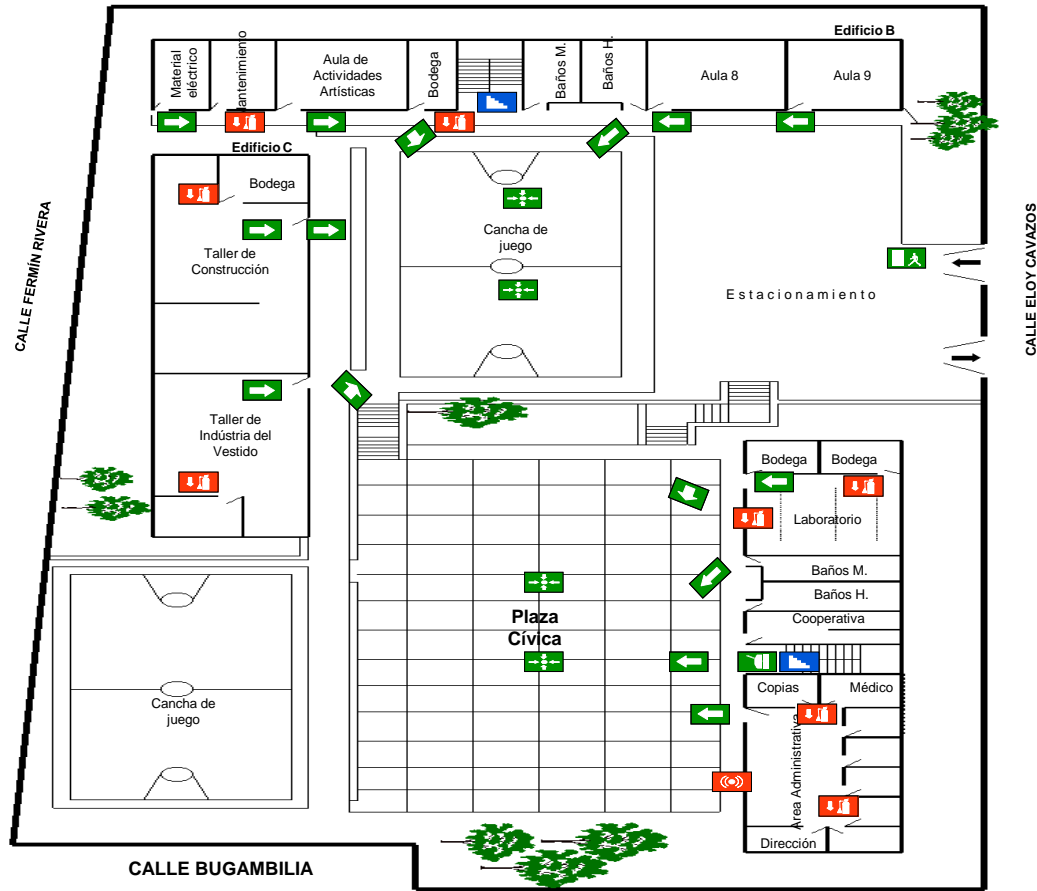 Edificio B
Material
eléctrico
Mantenimiento
Aula de
Actividades
Artísticas
Bodega
Baños M.
Baños H.
Aula 8
Aula 9
Edificio C
Bodega
Taller de
Construcción
Cancha de
juego
Estacionamiento
CALLE FERMÍN RIVERA
CALLE ELOY CAVAZOS
Taller de
Indústria del
Vestido
Bodega
Bodega
Laboratorio
Baños M.
Baños H.
Cooperativa
Plaza
Cívica
Copias
Médico
Cancha de
juego
Area Administrativa
Dirección
CALLE BUGAMBILIA